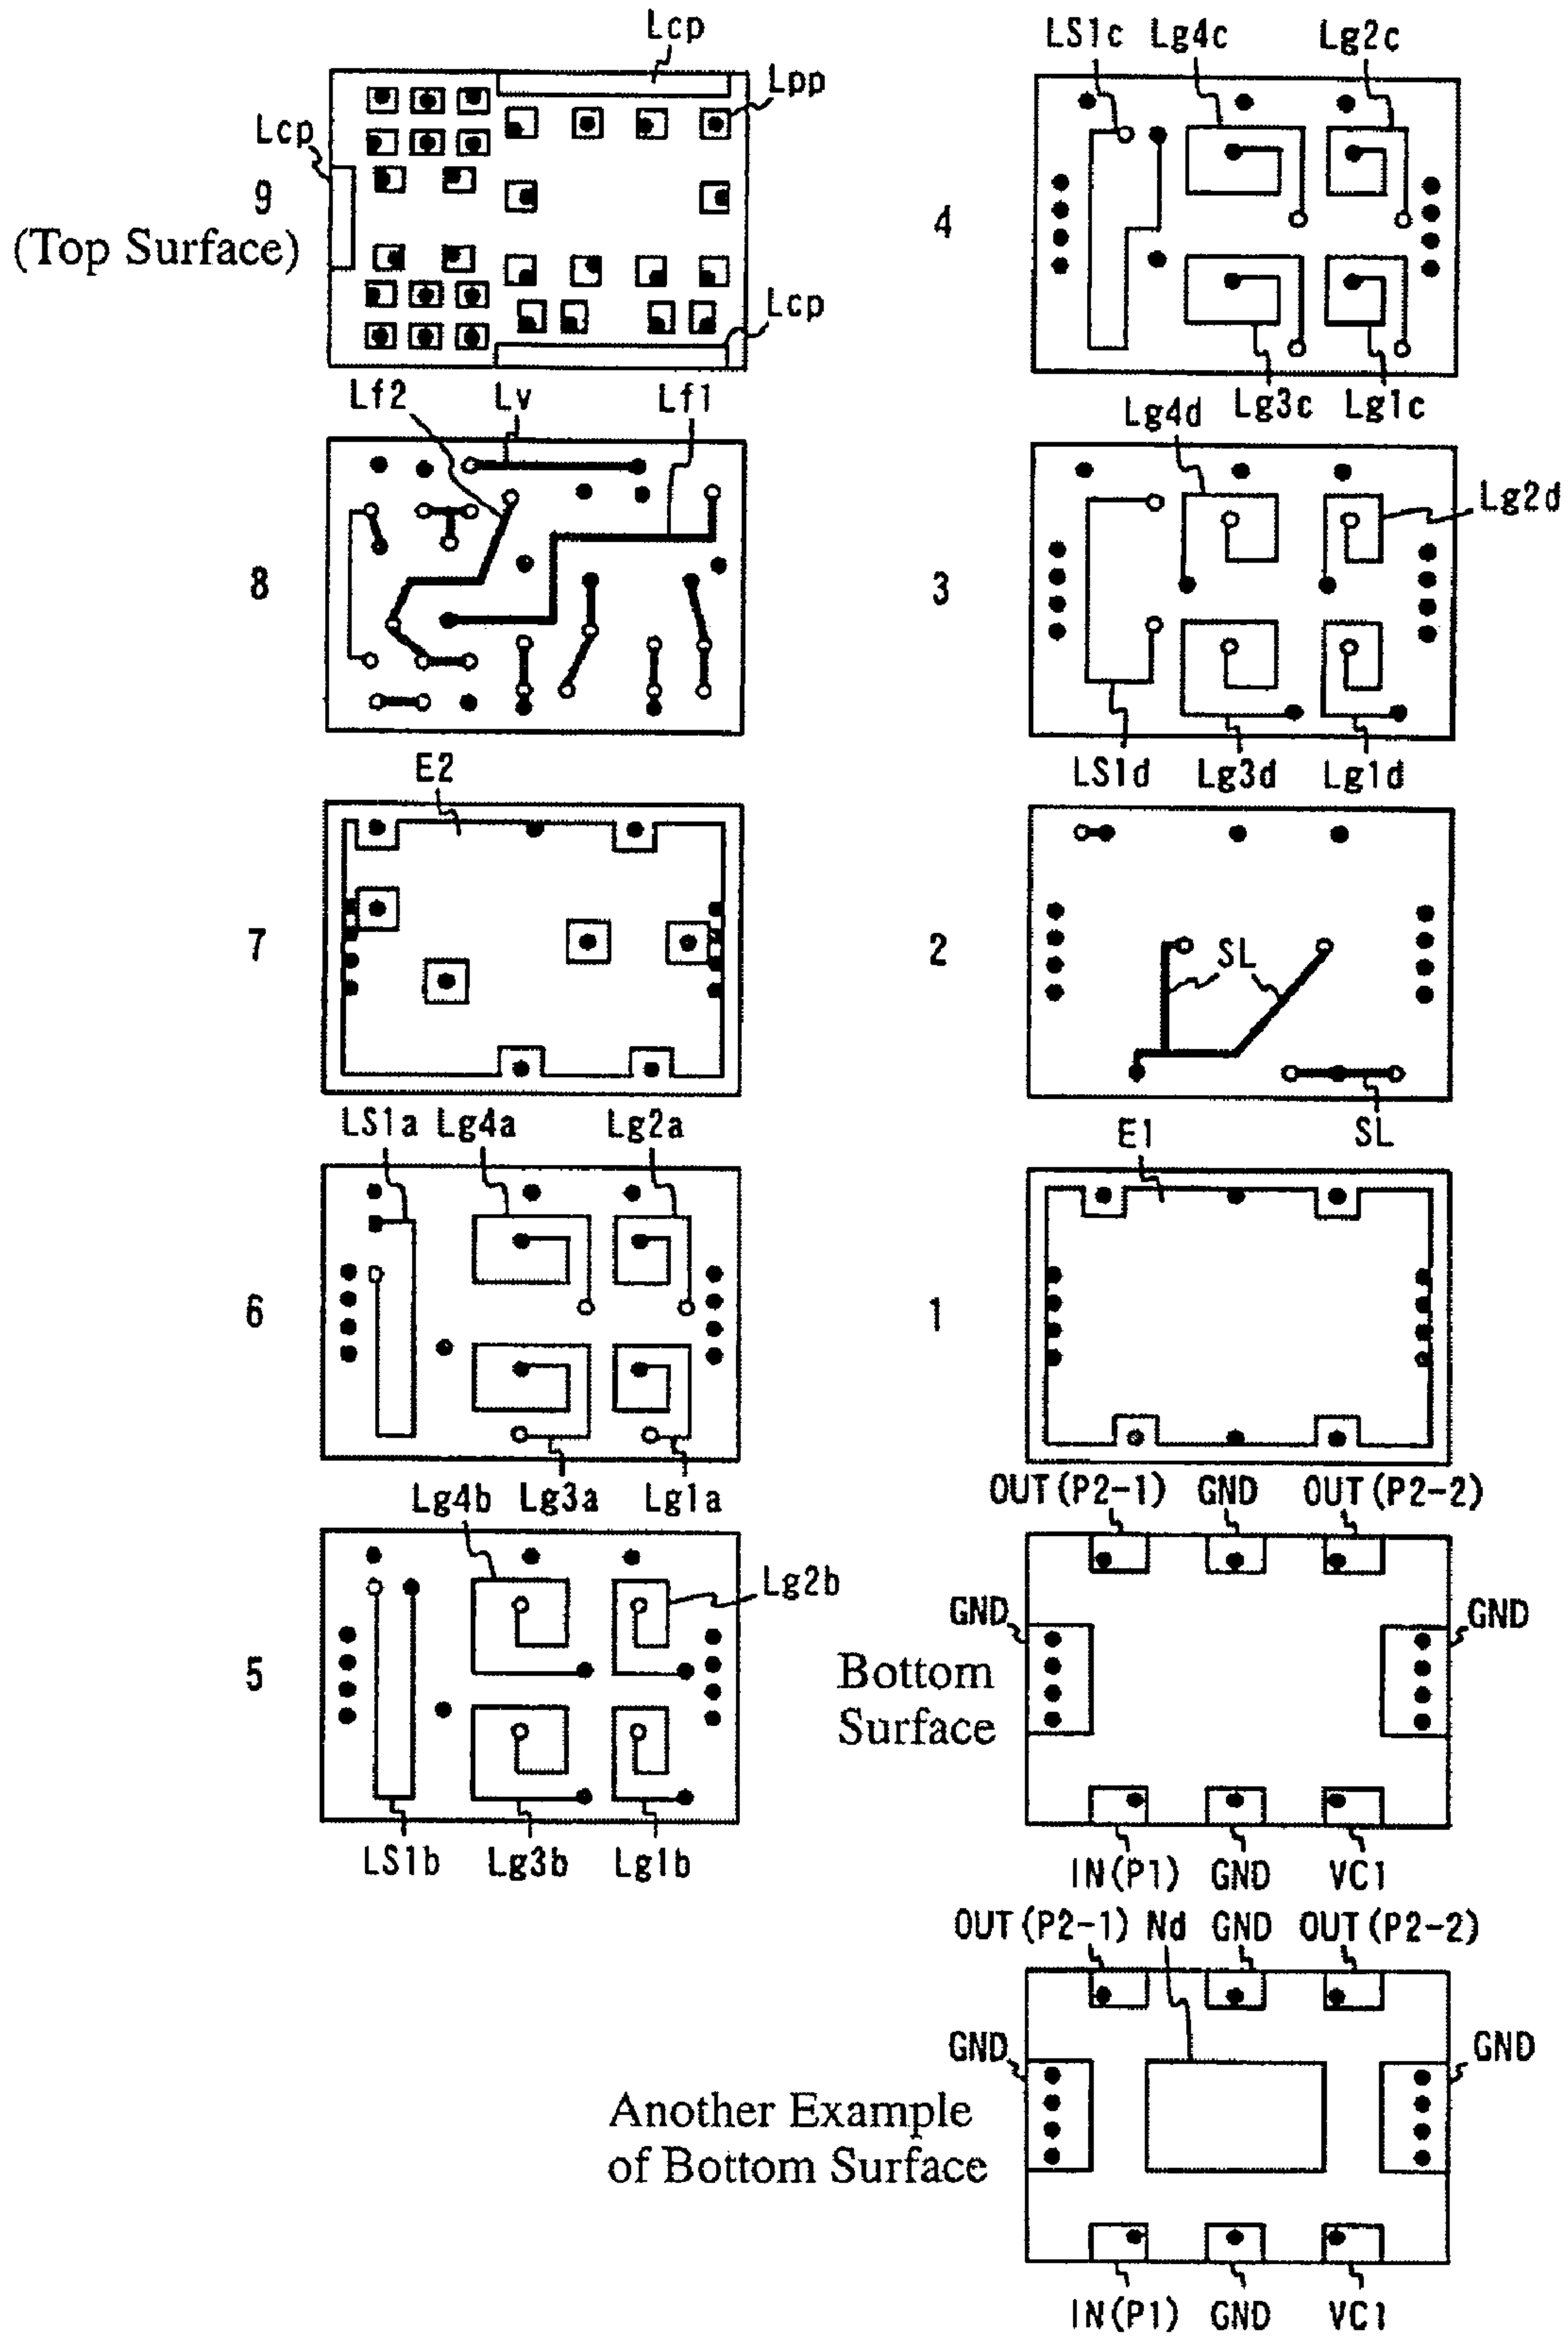 Lcp
Lpp
Lcp
9
(Top Surface)
Lcp
Lf2 Lv Lf1
8
E2
7
LS1a Lg4a Lg2a
6
Lg3a Lg1a
Lg4b
Lg2b
5
LS1b Lg3b Lg1b
LS1c Lg4c Lg2c
4
Lg3c Lg1c
Lg4d
Lg2d
3
LS1d Lg3d Lg1d
2
SL
SL
E1
1
OUT(P2-1) GND OUT(P2-2)
GND GND
Bottom
Surface
IN(P1) GND VC1
OUT(P2-1) Nd GND OUT(P2-2)
GND GND
Another Example
of Bottom Surface
IN(P1) GND VC1